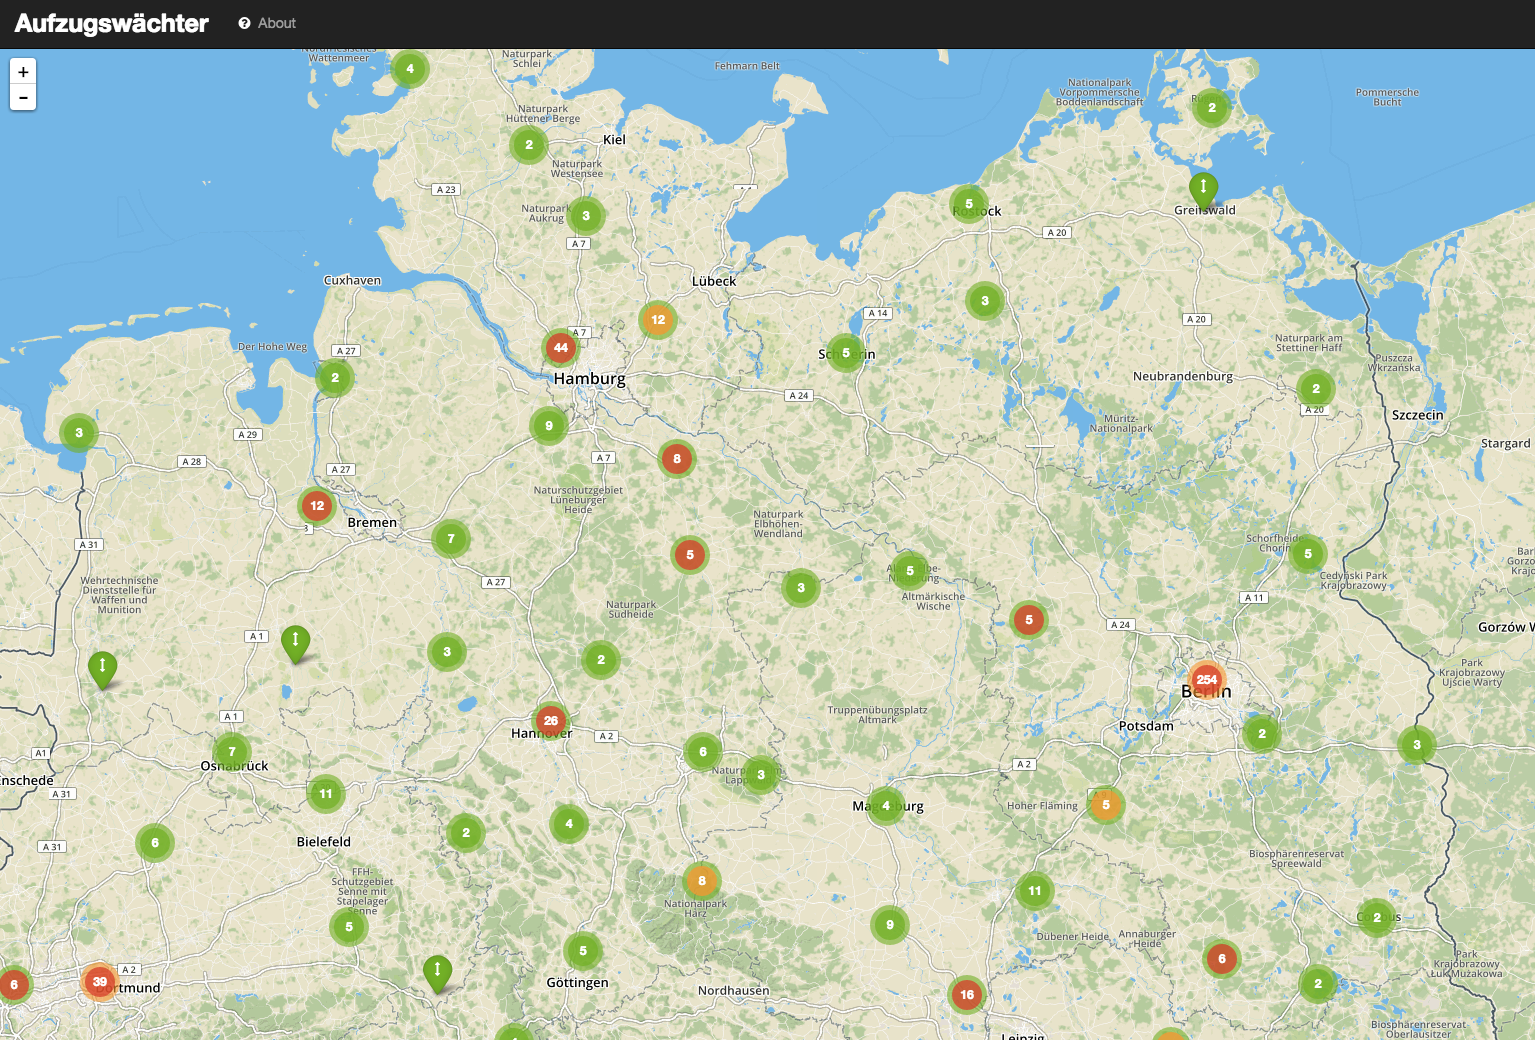 Aufzugswächter
About
+
-
Nordfriesisches
Wattenmeer
4
Naturpark
Schlei
Fehmarn Belt
Nationalpark
Vorpommersche
Boddenlandschaft
Pommersche
Bucht
2
Naturpark
Hüttener Berge
Kiel
2
Naturpark
Westensee
A 23
Naturpark
Aukrug
3
A 7
5
Rostock
Greifswald
A 20
Cuxhaven
Lübeck
3
A 14
A 20
12
A 7
44
Der Hohe Weg
A 27
Schwerin
5
Naturpark am
Stettiner Haff
Puszcza
Wkrzańska
Hamburg
2
Neubrandenburg
2
A 20
A 24
Szczecin
Müritz-
Nationalpark
3
A 29
9
Stargard
A 28
A 27
A 7
8
Naturschutzgebiet
Lüneburger
Heide
12
Bremen
Naturpark
Elbhöhen-
Wendland
7
A 31
5
Schorfheide-
Chorin
5
5
Wehrtechnische
Dienststelle für
Waffen und
Munition
A 27
3
Altmärkische
Wische
Cedyński Park
Krajobrazowy
Naturpark
Südheide
A 11
5
A 24
Gorzów W
A 1
3
2
Park
Krajobrazowy
Ujście Warty
254
Berlin
A 1
26
Hannover
A 2
Truppenübungsplatz
Altmark
Potsdam
2
3
A1
7
Osnabrück
6
3
A 2
Enschede
A 31
11
4
Magdeburg
Hoher Fläming
5
2
4
A 31
6
Bielefeld
Biosphärenreservat
Spreewald
FFH-
Schutzgebiet
Senne mit
Stapelager
Senne
8
Nationalpark
Harz
11
5
9
2
Cottbus
Dübener Heide
Annaburger
Heide
5
6
Park
Krajobrazowy
Łuk Mużakowa
6
39
A 2
Dortmund
Göttingen
Nordhausen
16
2
Biosphärenreservat
Oberlausitzer
Leipzig